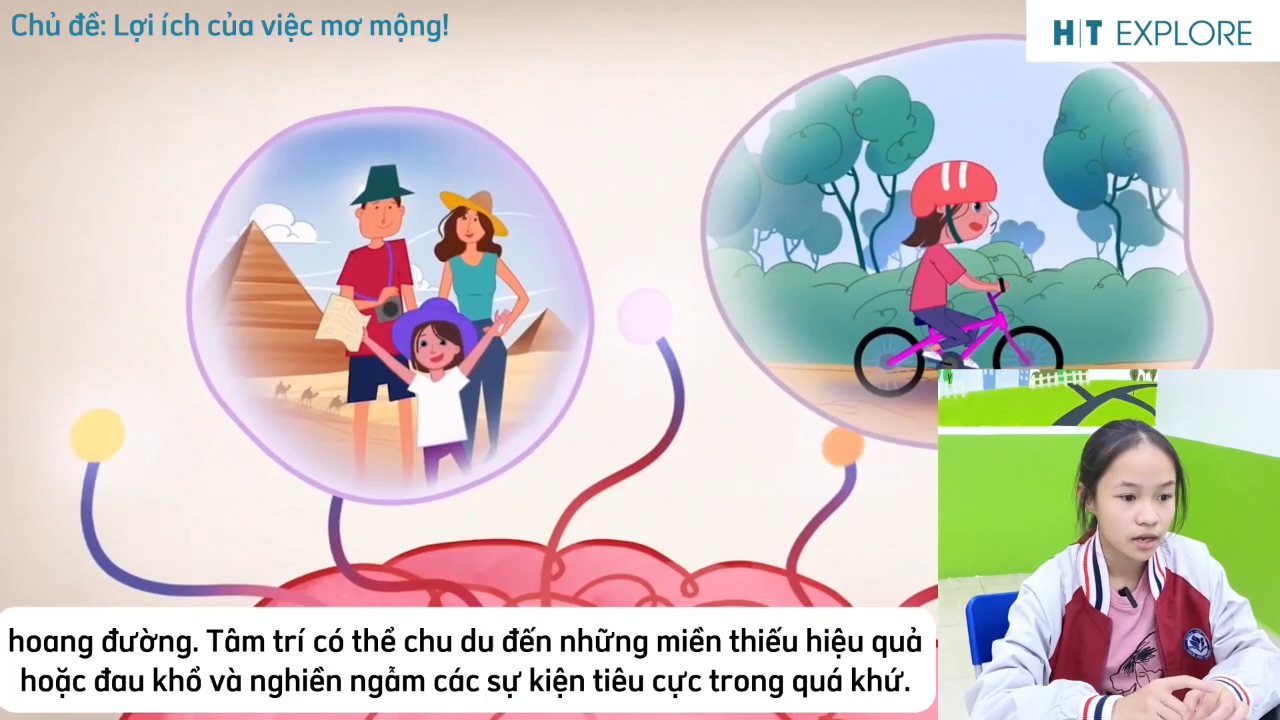 Chủ đề: Lợi ích của việc mơ mộng!
H|T EXPLORE
hoang đường. Tâm trí có thể chu du đến những miền thiếu hiệu quả
hoặc đau khổ và nghiền ngẫm các sự kiện tiêu cực trong quá khứ.